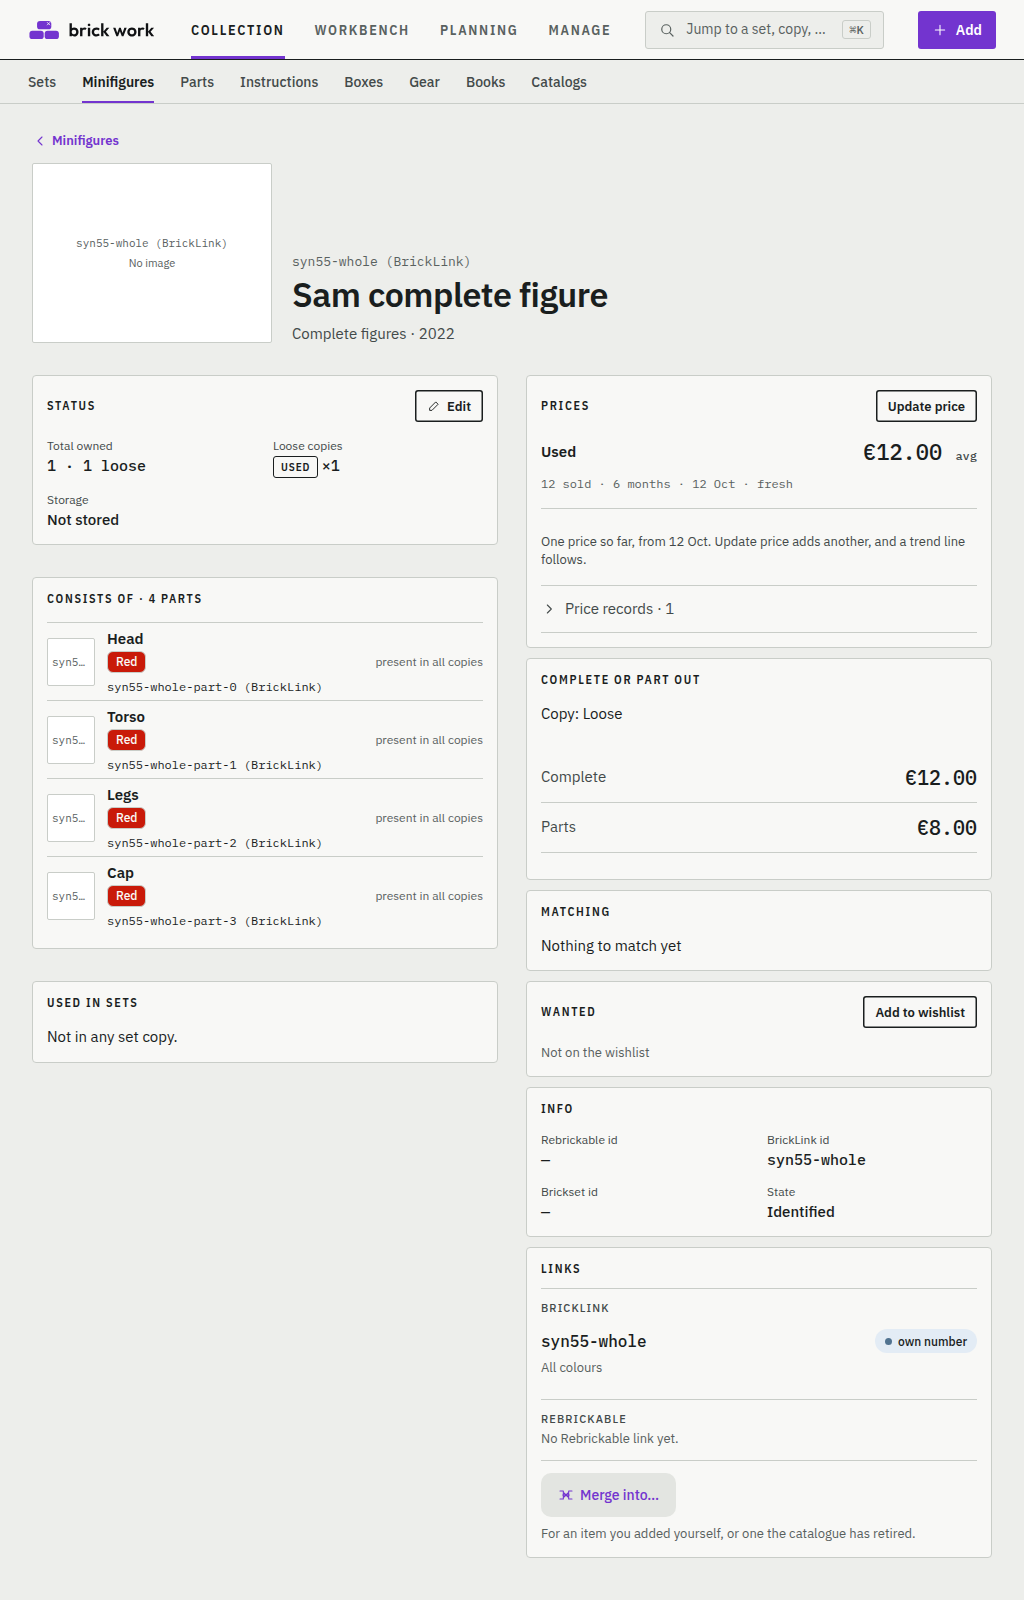 brick work
COLLECTION
WORKBENCH
PLANNING
MANAGE
Jump to a set, copy, ...
⌘K
Add
Sets
Minifigures
Parts
Instructions
Boxes
Gear
Books
Catalogs
Minifigures
syn55-whole (BrickLink)
No image
syn55-whole (BrickLink)
Sam complete figure
Complete figures · 2022
STATUS
Edit
Total owned
1 · 1 loose
Loose copies
USED ×1
Storage
Not stored
CONSISTS OF · 4 PARTS
syn5…
Head
Red
syn55-whole-part-0 (BrickLink)
present in all copies
syn5…
Torso
Red
syn55-whole-part-1 (BrickLink)
present in all copies
syn5…
Legs
Red
syn55-whole-part-2 (BrickLink)
present in all copies
syn5…
Cap
Red
syn55-whole-part-3 (BrickLink)
present in all copies
USED IN SETS
Not in any set copy.
PRICES
Update price
Used
€12.00 avg
12 sold · 6 months · 12 Oct · fresh
One price so far, from 12 Oct. Update price adds another, and a trend line
follows.
Price records · 1
COMPLETE OR PART OUT
Copy: Loose
Complete
€12.00
Parts
€8.00
MATCHING
Nothing to match yet
WANTED
Add to wishlist
Not on the wishlist
INFO
Rebrickable id
—
BrickLink id
syn55-whole
Brickset id
—
State
Identified
LINKS
BRICKLINK
syn55-whole
own number
All colours
REBRICKABLE
No Rebrickable link yet.
Merge into…
For an item you added yourself, or one the catalogue has retired.